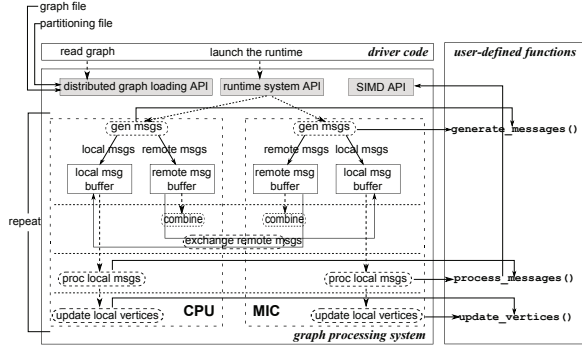 graph file
partitioning file
read graph
launch the runtime
driver code
user-defined functions
distributed graph loading API
runtime system API
SIMD API
gen msgs
gen msgs
generate_messages()
local msgs
remote msgs
remote msgs
local msgs
local msg
buffer
remote msg
buffer
remote msg
buffer
local msg
buffer
repeat
combine
combine
exchange remote msgs
proc local msgs
proc local msgs
process_messages()
update local vertices
CPU
MIC
update local vertices
update_vertices()
graph processing system